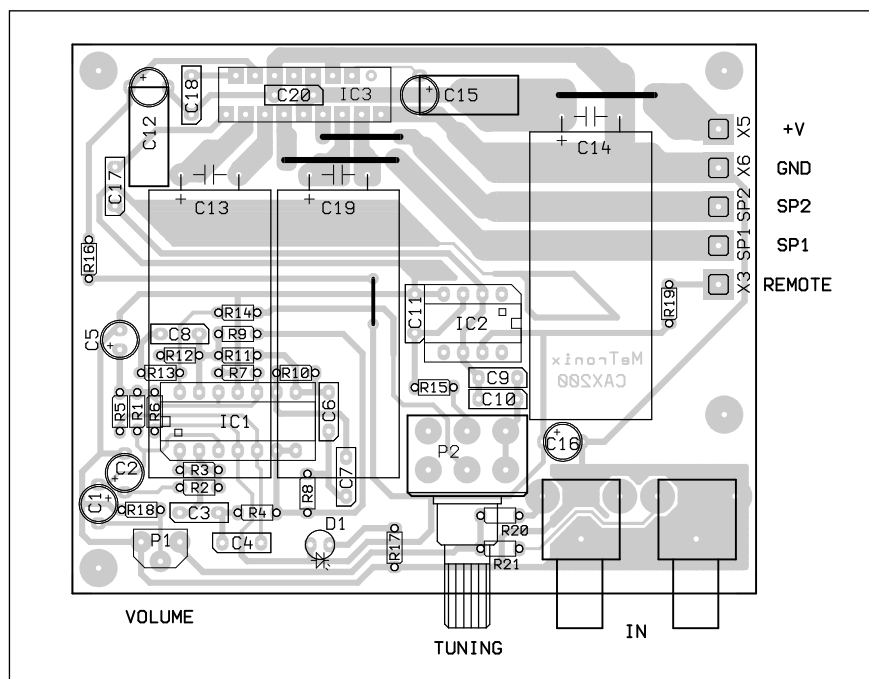 C18
C20
IC3
C15
X5
+V
C12
C14
X6
GND
C17
SP2
SP2
C13
C19
SP1
SP1
R16
X3
REMOTE
R19
C11
R14
IC2
C5
C8
R9
R12
R11
MeTronix
CAX200
R13
R7
R10
R15
C9
C10
R5
R1
R6
IC1
C6
P2
C16
C2
R3
C7
R2
R8
C1
R18
C3
R4
D1
R20
P1
C4
R17
R21
VOLUME
TUNING
IN